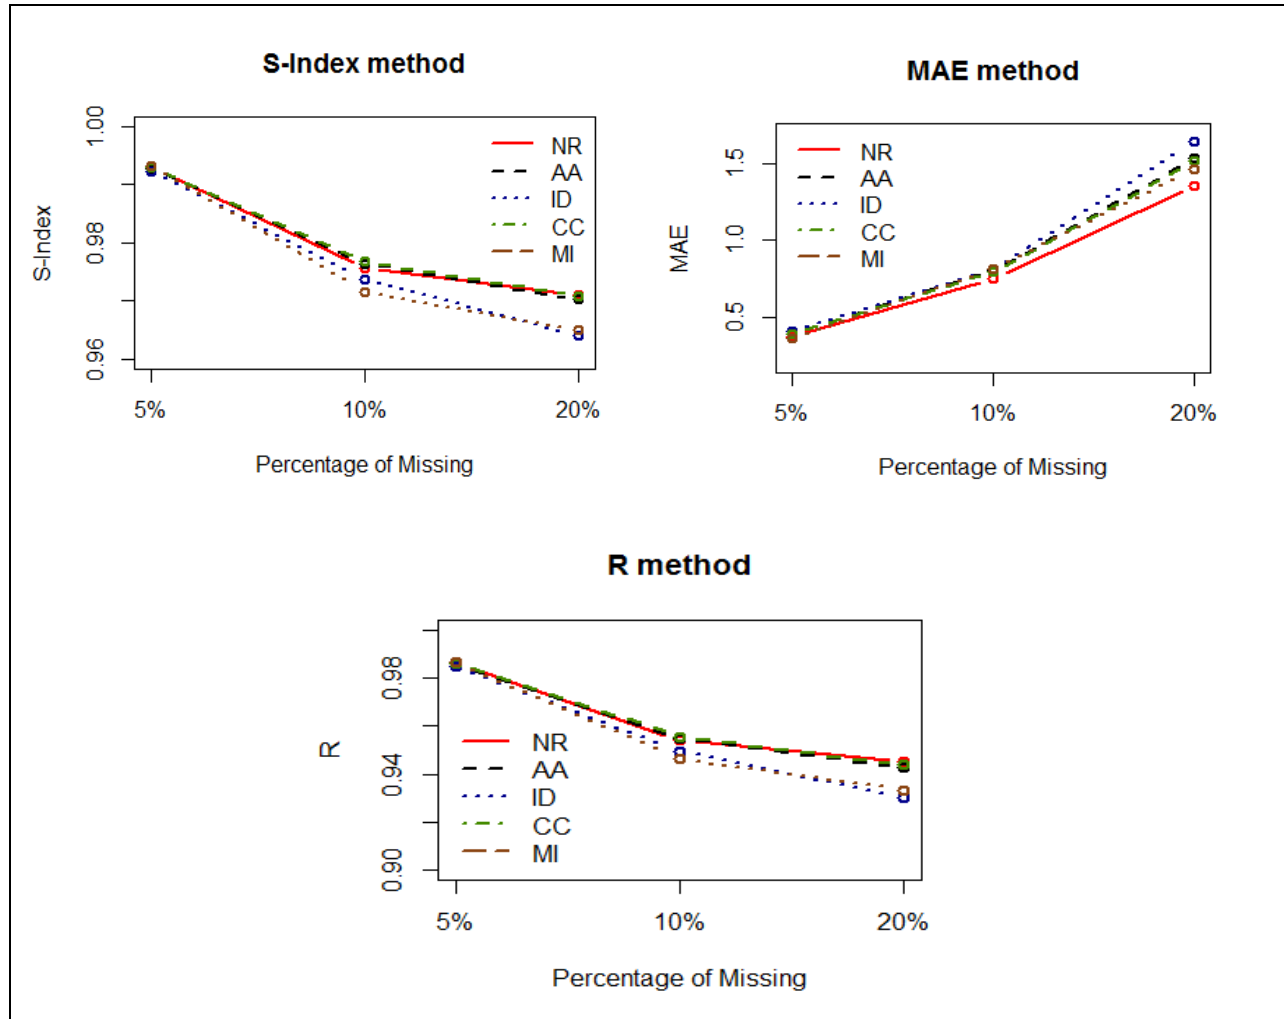 S-Index method
1.00
0.98
0.96
S-Index
NR
AA
ID
CC
MI
5% 10% 20%
Percentage of Missing
MAE method
1.5
1.0
0.5
MAE
NR
AA
ID
CC
MI
5% 10% 20%
Percentage of Missing
R method
0.98
0.94
0.90
R
NR
AA
ID
CC
MI
5% 10% 20%
Percentage of Missing